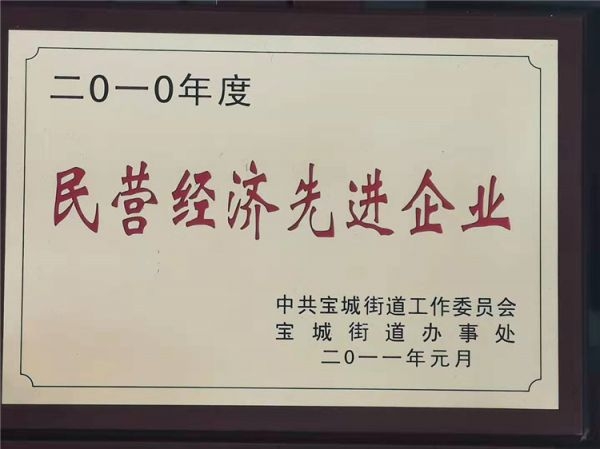 二0一0年度
民营经济先进企业
中共宝城街道工作委员会
宝城街道办事处
二0一一年元月